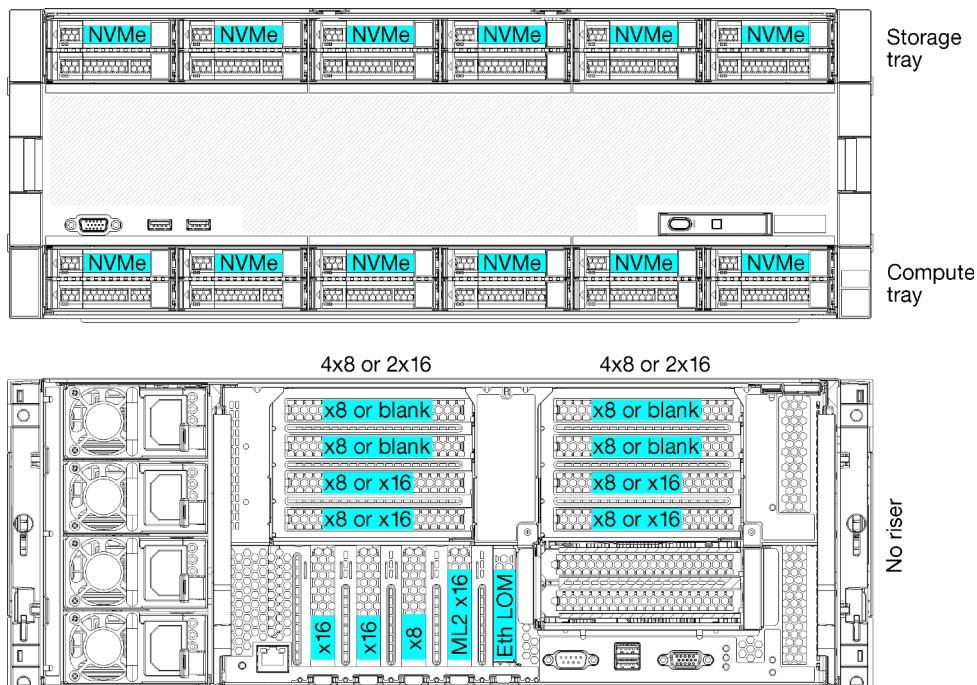 NVMe NVMe NVMe NVMe NVMe NVMe
Storage
tray
NVMe NVMe NVMe NVMe NVMe NVMe
Compute
tray
4x8 or 2x16
4x8 or 2x16
x8 or blank
x8 or blank
x8 or x16
x8 or x16
x8 or blank
x8 or blank
x8 or x16
x8 or x16
No riser
x16
x16
x8
ML2 x16
Eth LOM